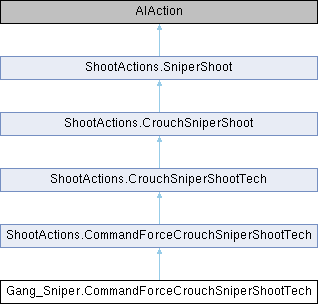 AIAction
ShootActions.SniperShoot
ShootActions.CrouchSniperShoot
ShootActions.CrouchSniperShootTech
ShootActions.CommandForceCrouchSniperShootTech
Gang_Sniper.CommandForceCrouchSniperShootTech